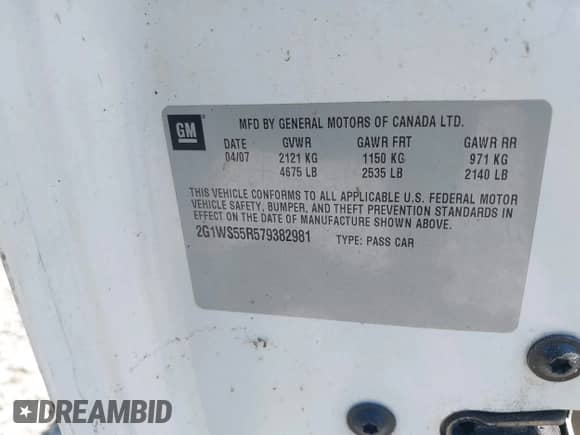 GM
MFD BY GENERAL MOTORS OF CANADA LTD.
DATE GVWR GAWR FRT GAWR RR
04/07 2121 KG 1150 KG 971 KG
4675 LB 2535 LB 2140 LB
THIS VEHICLE CONFORMS TO ALL APPLICABLE U.S. FEDERAL MOTOR
VEHICLE SAFETY, BUMPER, AND THEFT PREVENTION STANDARDS IN
EFFECT ON THE DATE OF MANUFACTURE SHOWN ABOVE.
2G1WS55R579382981 TYPE: PASS CAR
DREAMBID